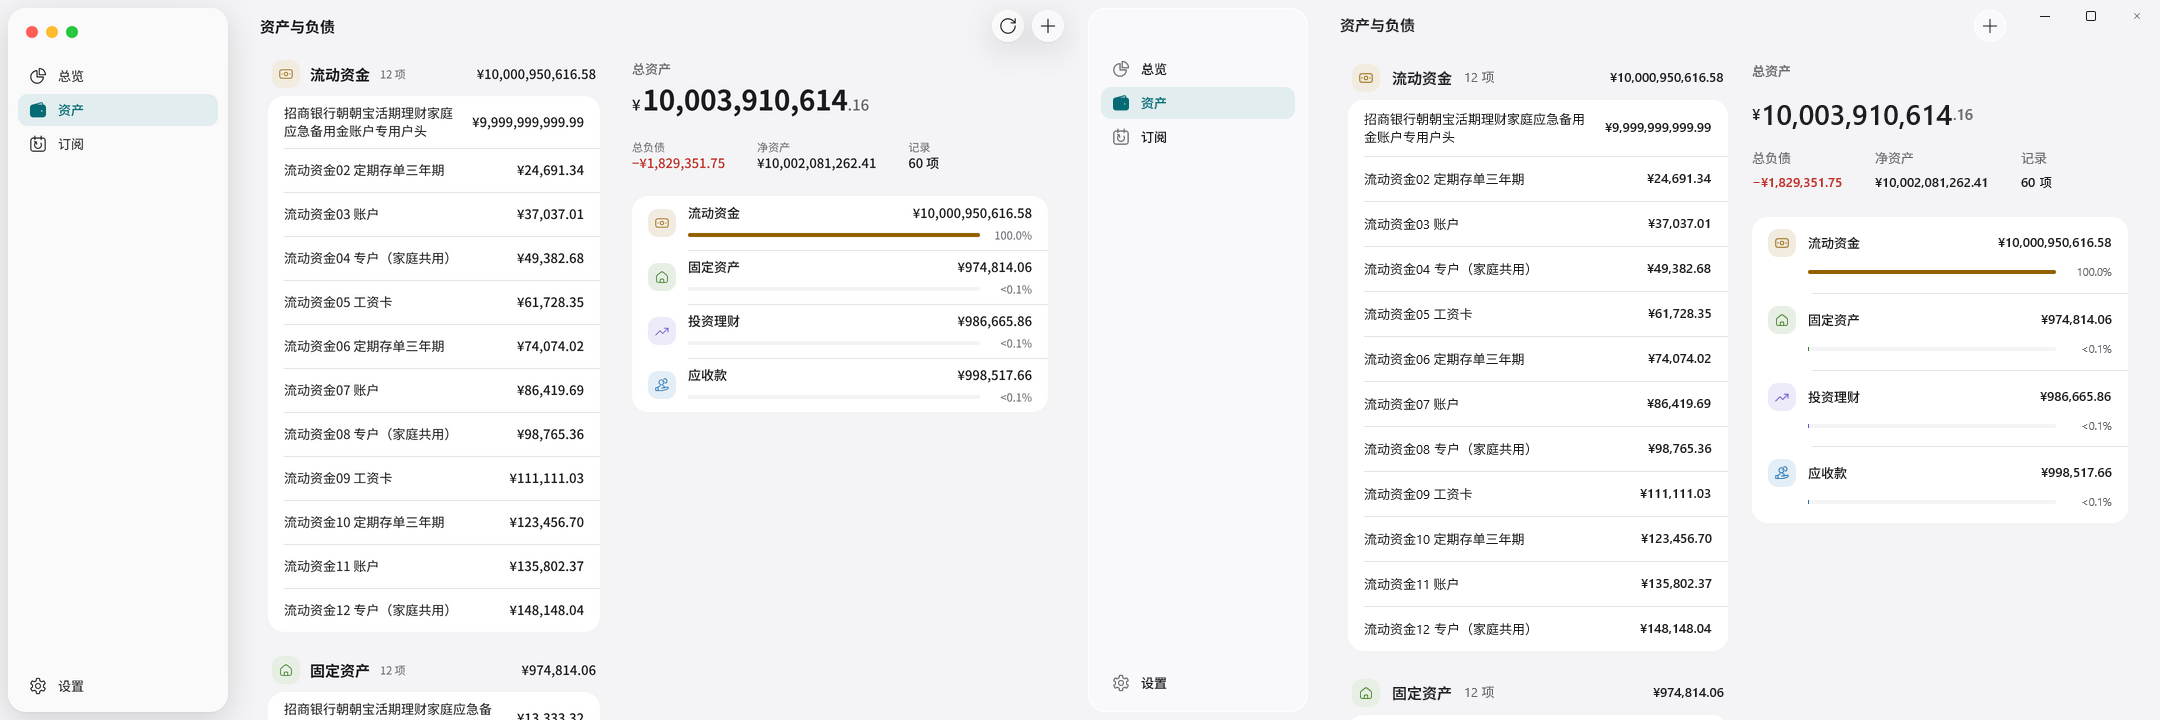 总览
资产
订阅
设置
资产与负债
流动资金 12 项 ¥10,000,950,616.58
招商银行朝朝宝活期理财家庭
应急备用金账户专用户头 ¥9,999,999,999.99
流动资金02 定期存单三年期 ¥24,691.34
流动资金03 账户 ¥37,037.01
流动资金04 专户（家庭共用） ¥49,382.68
流动资金05 工资卡 ¥61,728.35
流动资金06 定期存单三年期 ¥74,074.02
流动资金07 账户 ¥86,419.69
流动资金08 专户（家庭共用） ¥98,765.36
流动资金09 工资卡 ¥111,111.03
流动资金10 定期存单三年期 ¥123,456.70
流动资金11 账户 ¥135,802.37
流动资金12 专户（家庭共用） ¥148,148.04
固定资产 12 项 ¥974,814.06
招商银行朝朝宝活期理财家庭应急备 ¥13,333.32
总资产
¥10,003,910,614.16
总负债 净资产 记录
−¥1,829,351.75 ¥10,002,081,262.41 60 项
流动资金 ¥10,000,950,616.58
100.0%
固定资产 ¥974,814.06
<0.1%
投资理财 ¥986,665.86
<0.1%
应收款 ¥998,517.66
<0.1%
总览
资产
订阅
设置
资产与负债
流动资金 12 项 ¥10,000,950,616.58
招商银行朝朝宝活期理财家庭应急备用
金账户专用户头 ¥9,999,999,999.99
流动资金02 定期存单三年期 ¥24,691.34
流动资金03 账户 ¥37,037.01
流动资金04 专户（家庭共用） ¥49,382.68
流动资金05 工资卡 ¥61,728.35
流动资金06 定期存单三年期 ¥74,074.02
流动资金07 账户 ¥86,419.69
流动资金08 专户（家庭共用） ¥98,765.36
流动资金09 工资卡 ¥111,111.03
流动资金10 定期存单三年期 ¥123,456.70
流动资金11 账户 ¥135,802.37
流动资金12 专户（家庭共用） ¥148,148.04
固定资产 12 项 ¥974,814.06
总资产
¥10,003,910,614.16
总负债 净资产 记录
−¥1,829,351.75 ¥10,002,081,262.41 60 项
流动资金 ¥10,000,950,616.58
100.0%
固定资产 ¥974,814.06
<0.1%
投资理财 ¥986,665.86
<0.1%
应收款 ¥998,517.66
<0.1%